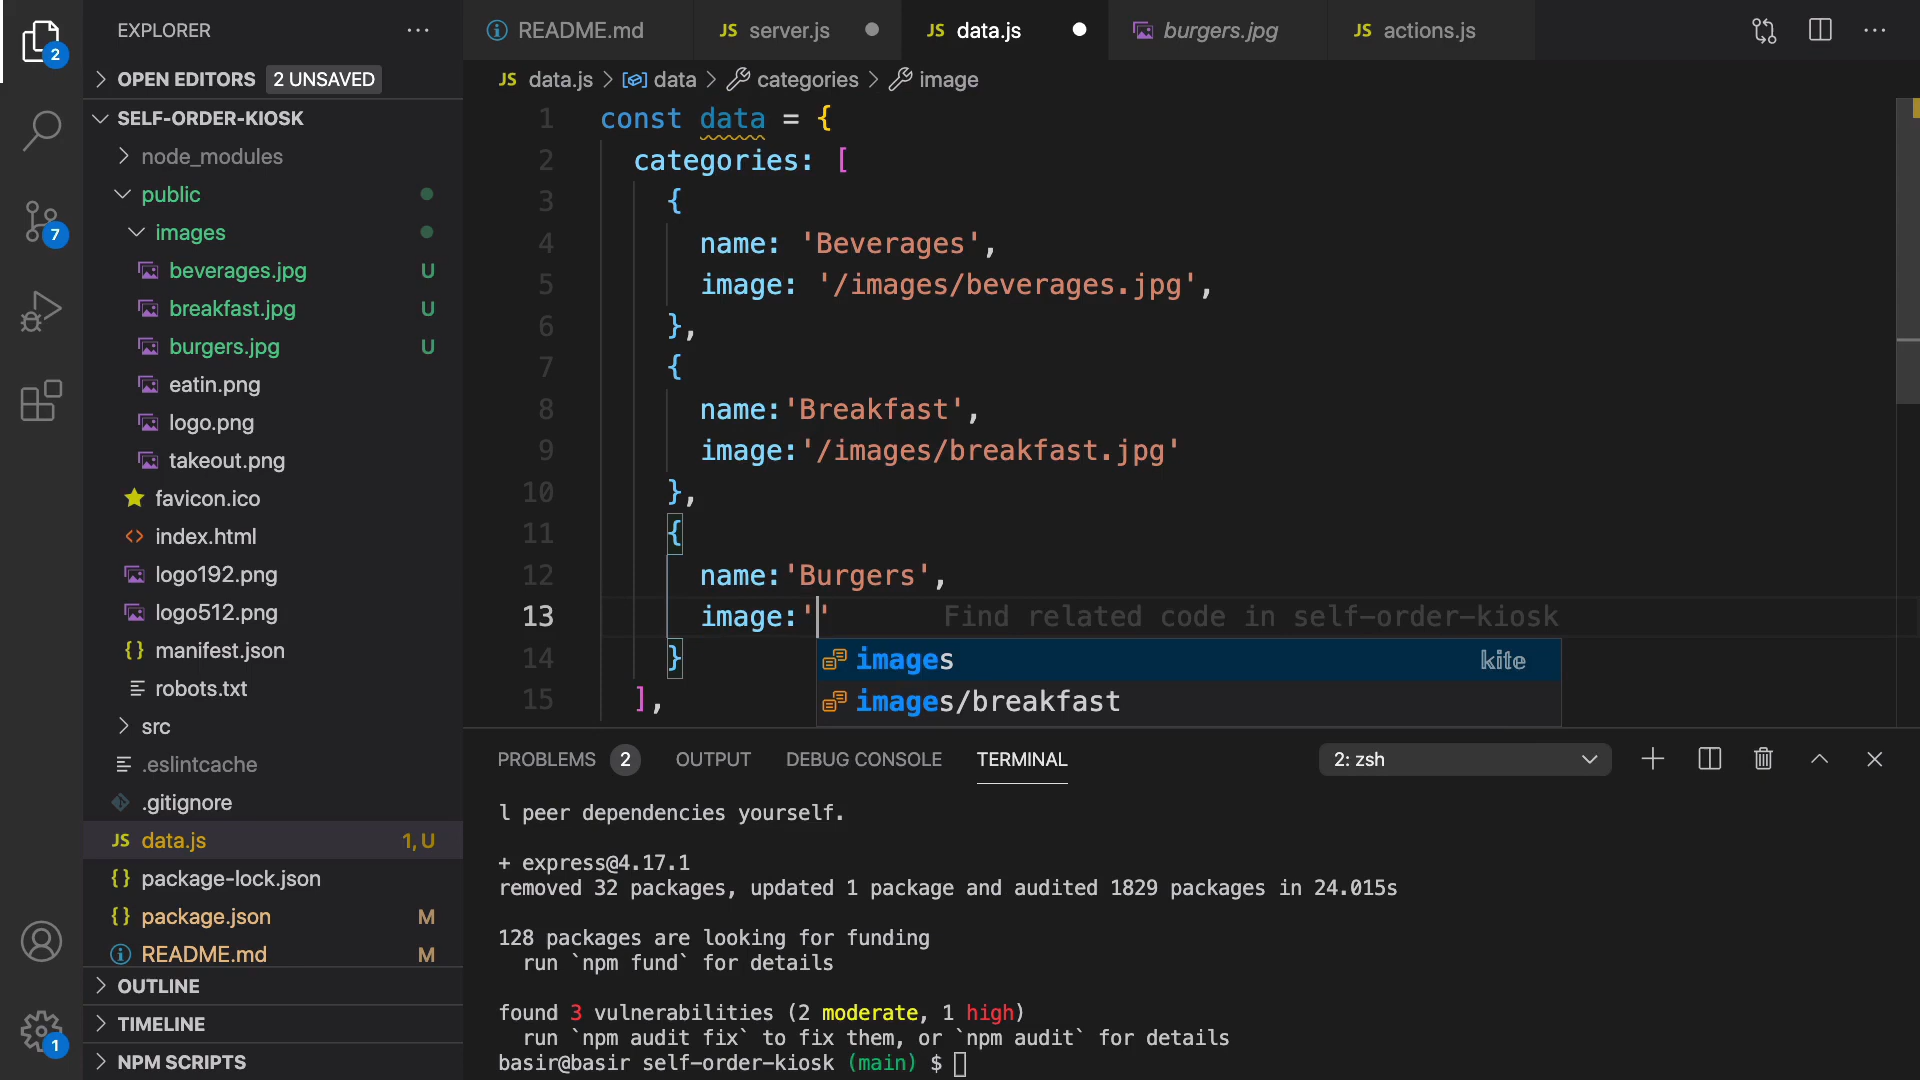 EXPLORER
OPEN EDITORS 2 UNSAVED
SELF-ORDER-KIOSK
node_modules
public
images
beverages.jpg U
breakfast.jpg U
burgers.jpg U
eatin.png
logo.png
takeout.png
favicon.ico
index.html
logo192.png
logo512.png
manifest.json
robots.txt
src
.eslintcache
.gitignore
JS data.js 1, U
{} package-lock.json
{} package.json M
README.md M
OUTLINE
TIMELINE
NPM SCRIPTS
2
7
1
README.md JS server.js JS data.js burgers.jpg JS actions.js
JS data.js > data > categories > image
1 const data = {
2 categories: [
3 {
4 name: 'Beverages',
5 image: '/images/beverages.jpg',
6 },
7 {
8 name:'Breakfast',
9 image:'/images/breakfast.jpg'
10 },
11 {
12 name:'Burgers',
13 image:'' Find related code in self-order-kiosk
14 }
15 ],
images kite
images/breakfast
PROBLEMS 2 OUTPUT DEBUG CONSOLE TERMINAL 2: zsh
l peer dependencies yourself.
+ express@4.17.1
removed 32 packages, updated 1 package and audited 1829 packages in 24.015s
128 packages are looking for funding
run `npm fund` for details
found 3 vulnerabilities (2 moderate, 1 high)
run `npm audit fix` to fix them, or `npm audit` for details
basir@basir self-order-kiosk (main) $